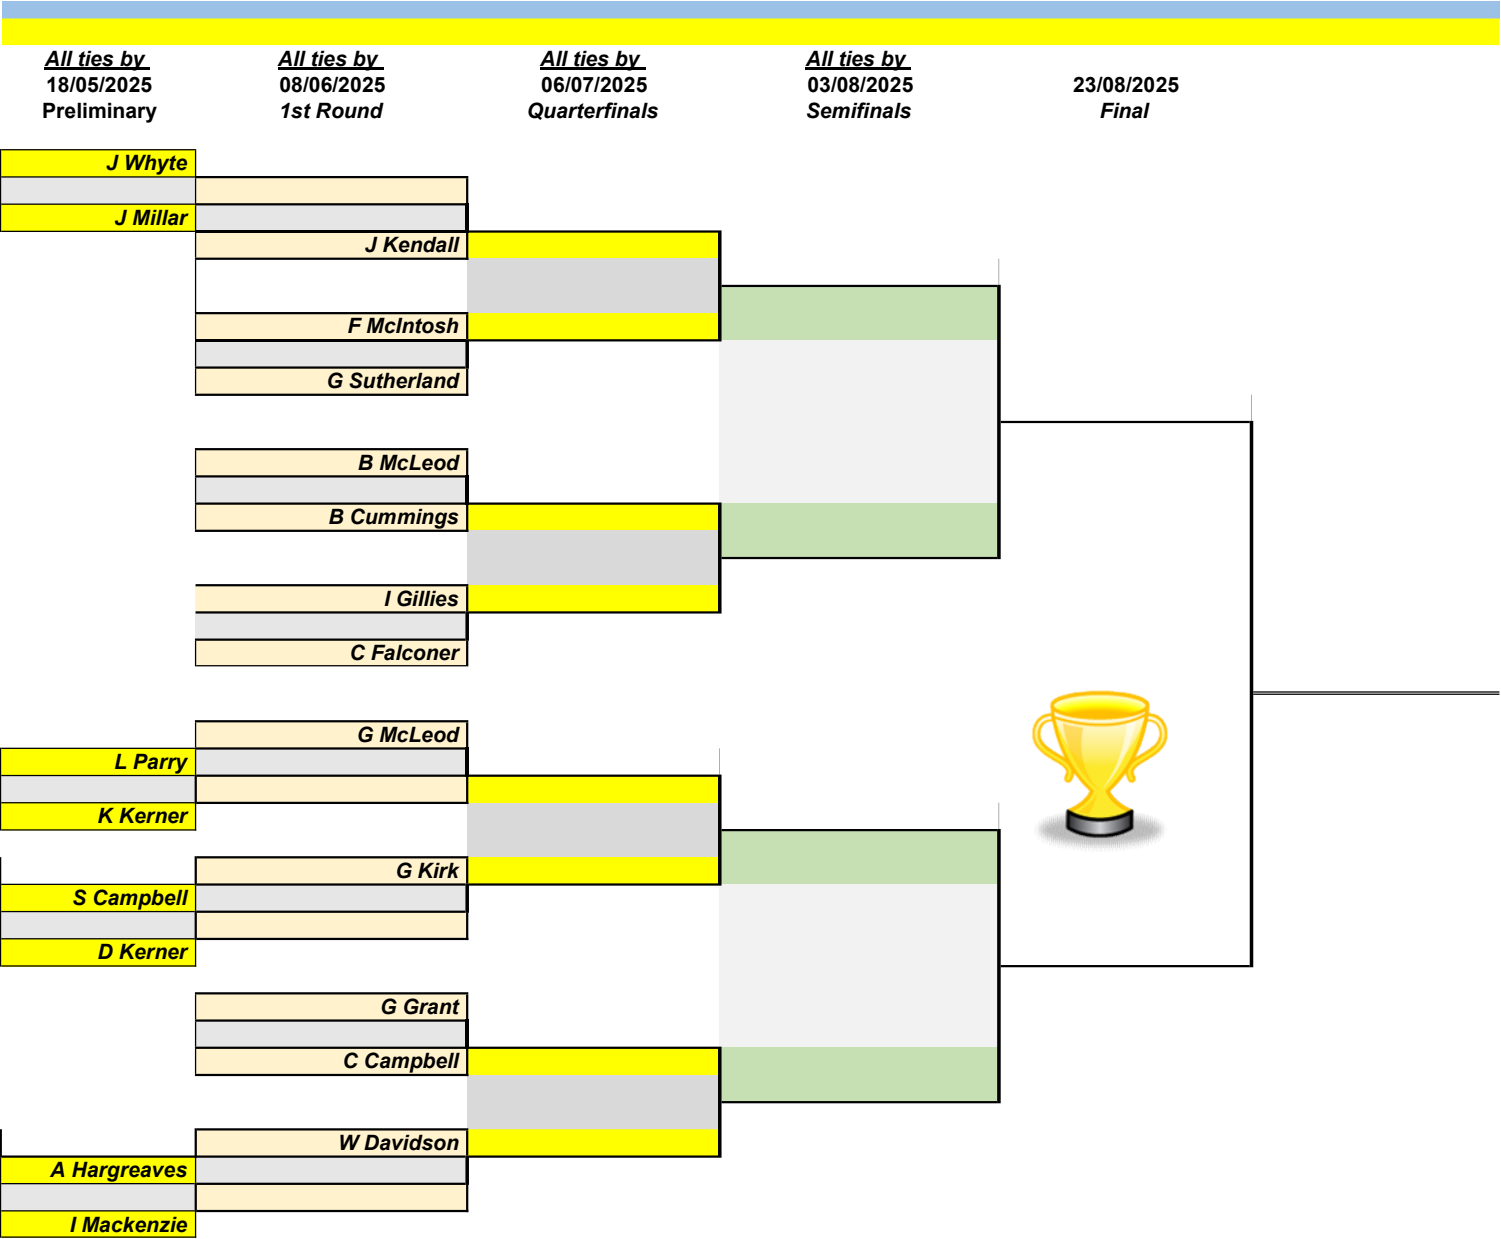 All ties by All ties by All ties by All ties by
18/05/2025 08/06/2025 06/07/2025 03/08/2025 23/08/2025
Preliminary 1st Round Quarterfinals Semifinals Final
J Whyte
J Millar
J Kendall
F McIntosh
G Sutherland
B McLeod
B Cummings
I Gillies
C Falconer
G McLeod
L Parry
K Kerner
G Kirk
S Campbell
D Kerner
G Grant
C Campbell
W Davidson
A Hargreaves
I Mackenzie